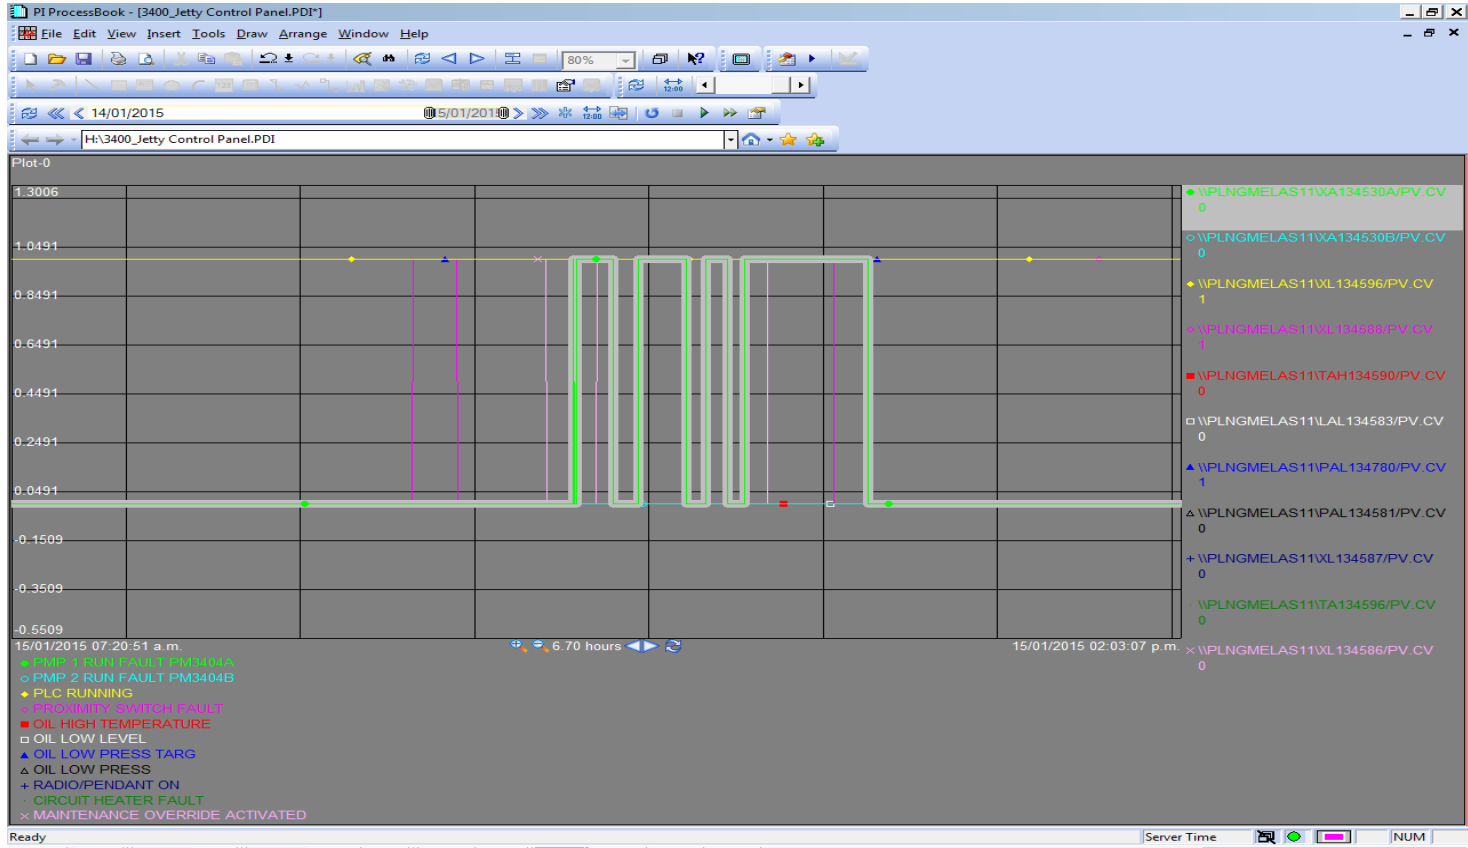 PI ProcessBook - [3400_Jetty Control Panel.PDI*]
File Edit View Insert Tools Draw Arrange Window Help
80%
12:00
14/01/2015
5/01/2015
12:00
H:\3400_Jetty Control Panel.PDI
Plot-0
1.3006
1.0491
0.8491
0.6491
0.4491
0.2491
0.0491
-0.1509
-0.3509
-0.5509
15/01/2015 07:20:51 a.m.
6.70 hours
15/01/2015 02:03:07 p.m.
\\PLNGMELAS11\XA134530A/PV.CV
0
\\PLNGMELAS11\XA134530B/PV.CV
0
\\PLNGMELAS11\XL134596/PV.CV
1
\\PLNGMELAS11\XL134588/PV.CV
1
\\PLNGMELAS11\TAH134590/PV.CV
0
\\PLNGMELAS11\LAL134583/PV.CV
0
\\PLNGMELAS11\PAL134780/PV.CV
1
\\PLNGMELAS11\PAL134581/PV.CV
0
\\PLNGMELAS11\XL134587/PV.CV
0
\\PLNGMELAS11\TA134596/PV.CV
0
\\PLNGMELAS11\XL134586/PV.CV
0
PMP 1 RUN FAULT PM3404A
PMP 2 RUN FAULT PM3404B
PLC RUNNING
PROXIMITY SWITCH FAULT
OIL HIGH TEMPERATURE
OIL LOW LEVEL
OIL LOW PRESS TARG
OIL LOW PRESS
RADIO/PENDANT ON
CIRCUIT HEATER FAULT
MAINTENANCE OVERRIDE ACTIVATED
Ready
Server Time
NUM